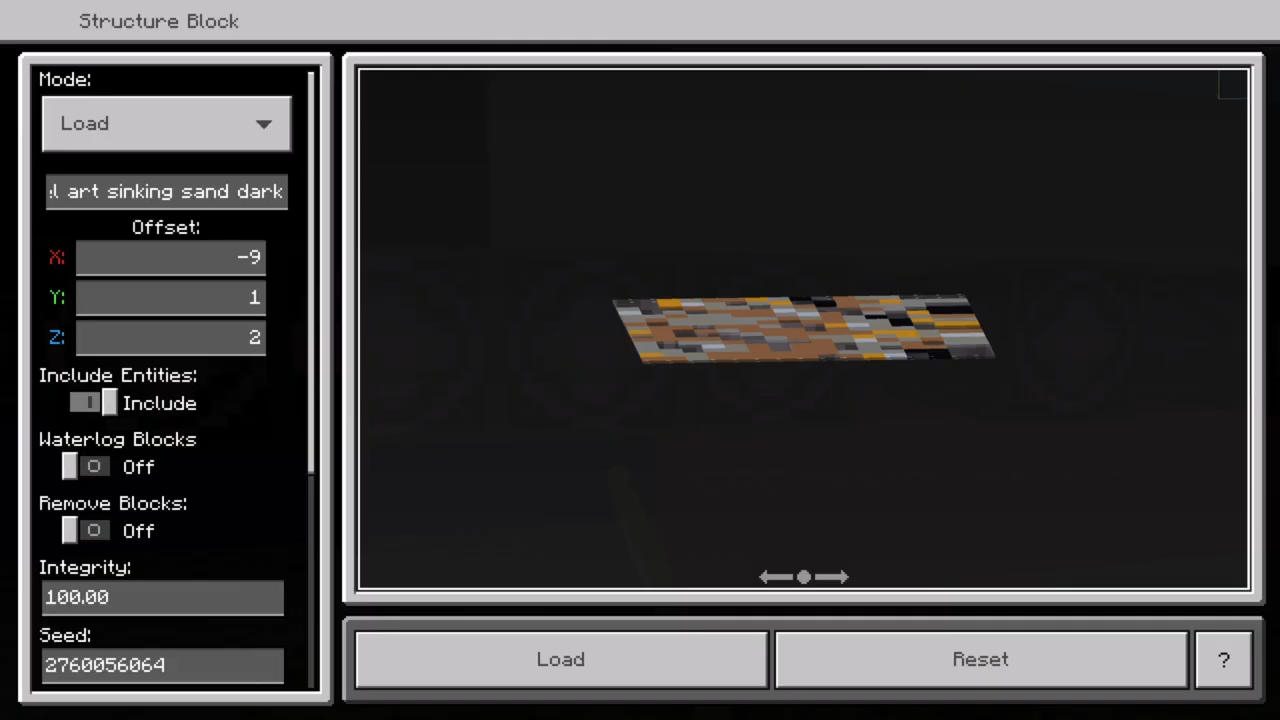 Structure Block
Mode:
Load
art sinking sand dark
Offset:
X: -9
Y: 1
Z: 2
Include Entities:
Include
Waterlog Blocks
Off
Remove Blocks:
Off
Integrity:
100.00
Seed:
2760056064
Load
Reset
?